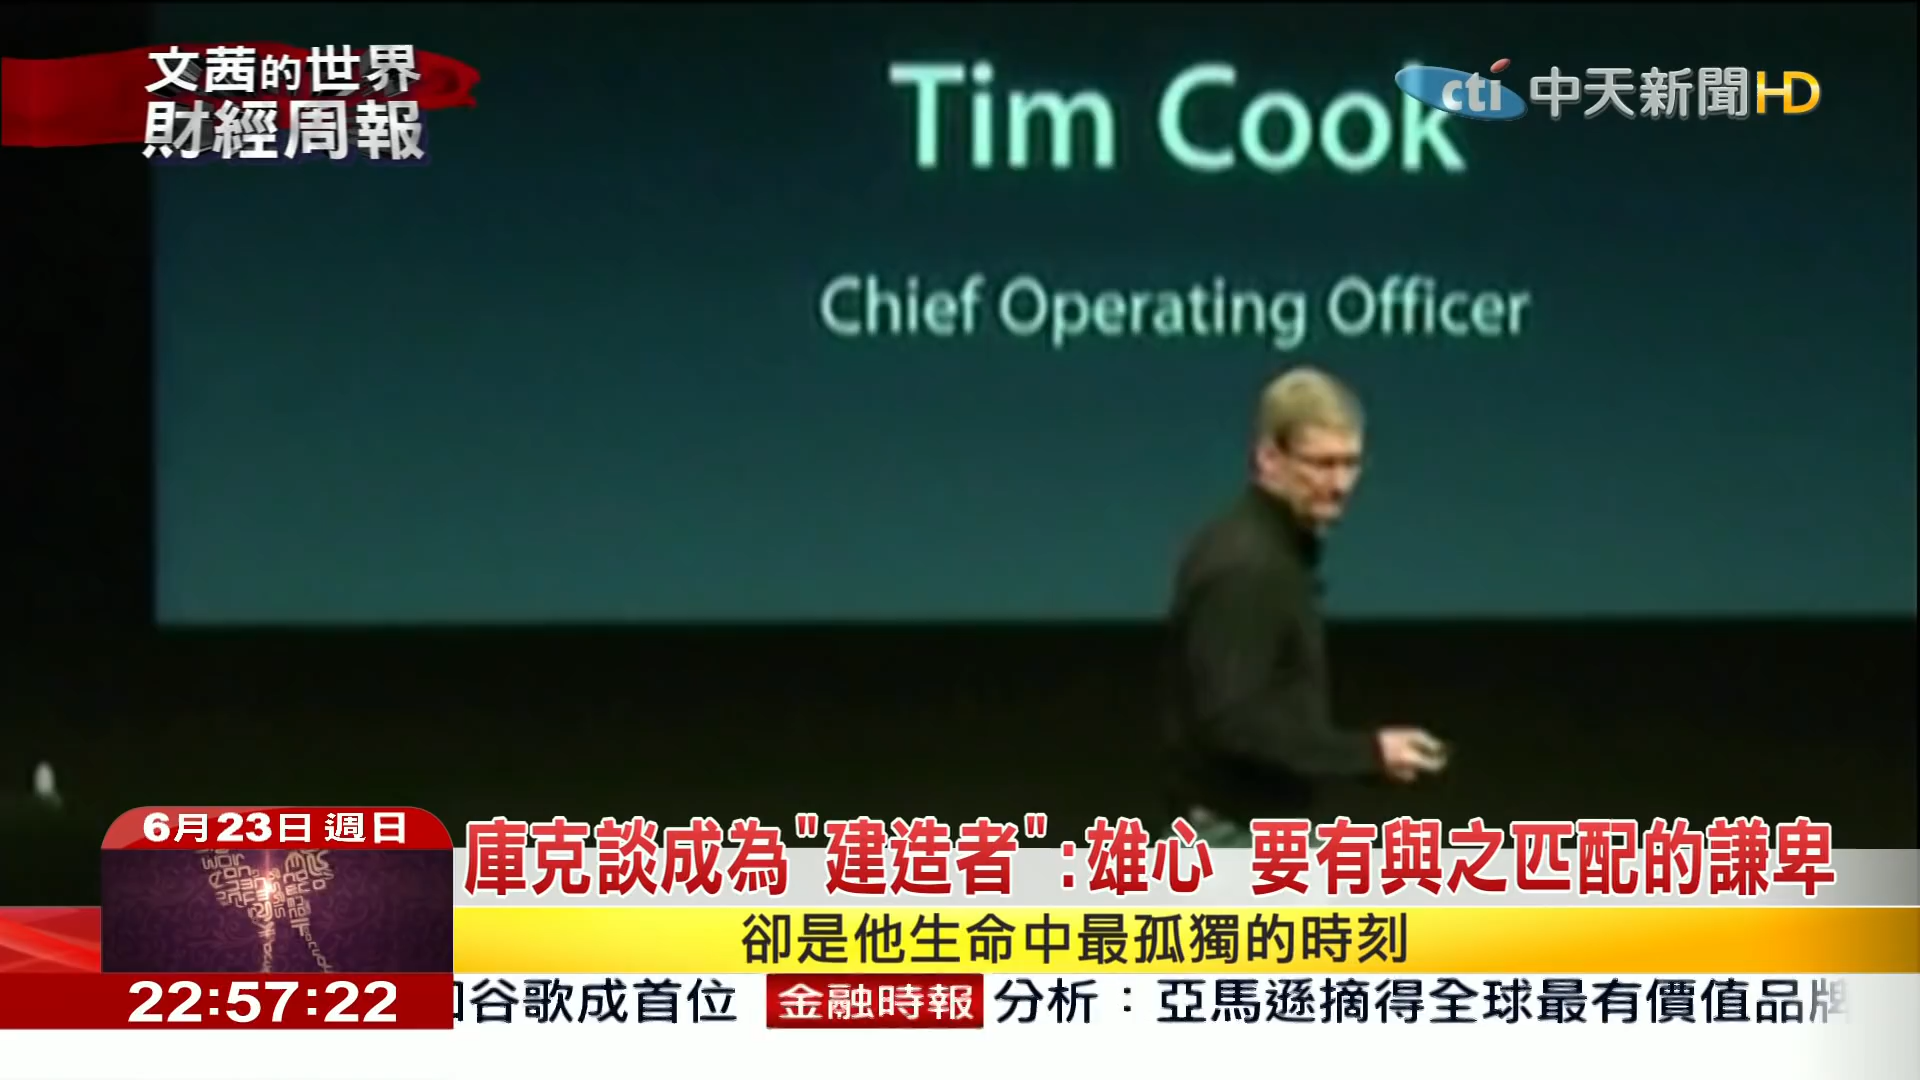 文茜的世界
財經周報
cti 中天新聞HD
Tim Cook
Chief Operating Officer
6月23日 週日
庫克談成為"建造者":雄心 要有與之匹配的謙卑
卻是他生命中最孤獨的時刻
22:57:22
谷歌成首位 金融時報 分析：亞馬遜摘得全球最有價值品牌